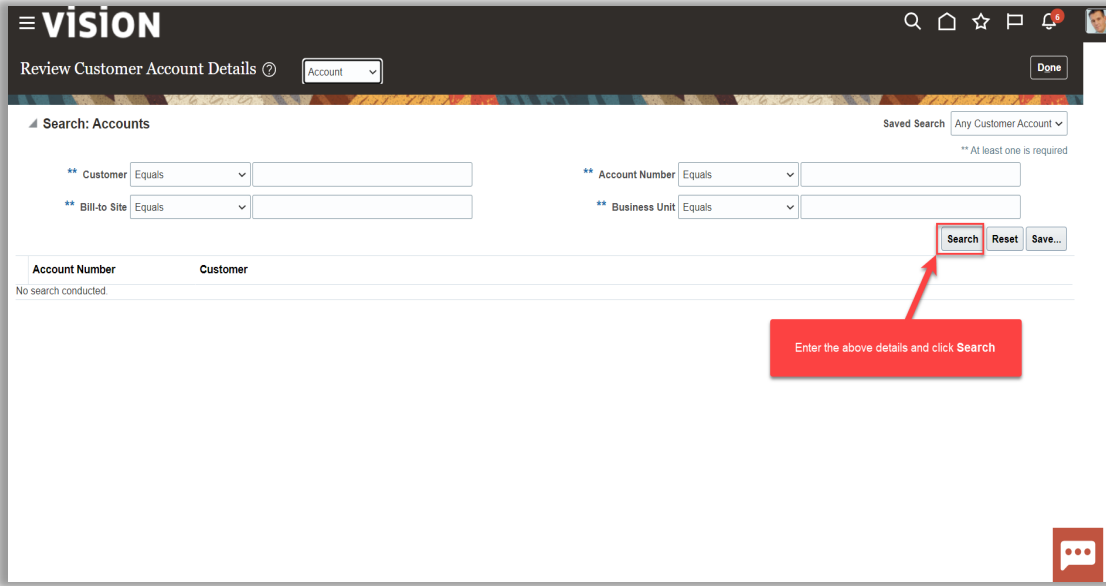 VISION
6
Review Customer Account Details ?
Account
Done
Search: Accounts
Saved Search Any Customer Account
** At least one is required
** Customer Equals
** Account Number Equals
** Bill-to Site Equals
** Business Unit Equals
Search Reset Save...
Account Number Customer
No search conducted.
Enter the above details and click Search